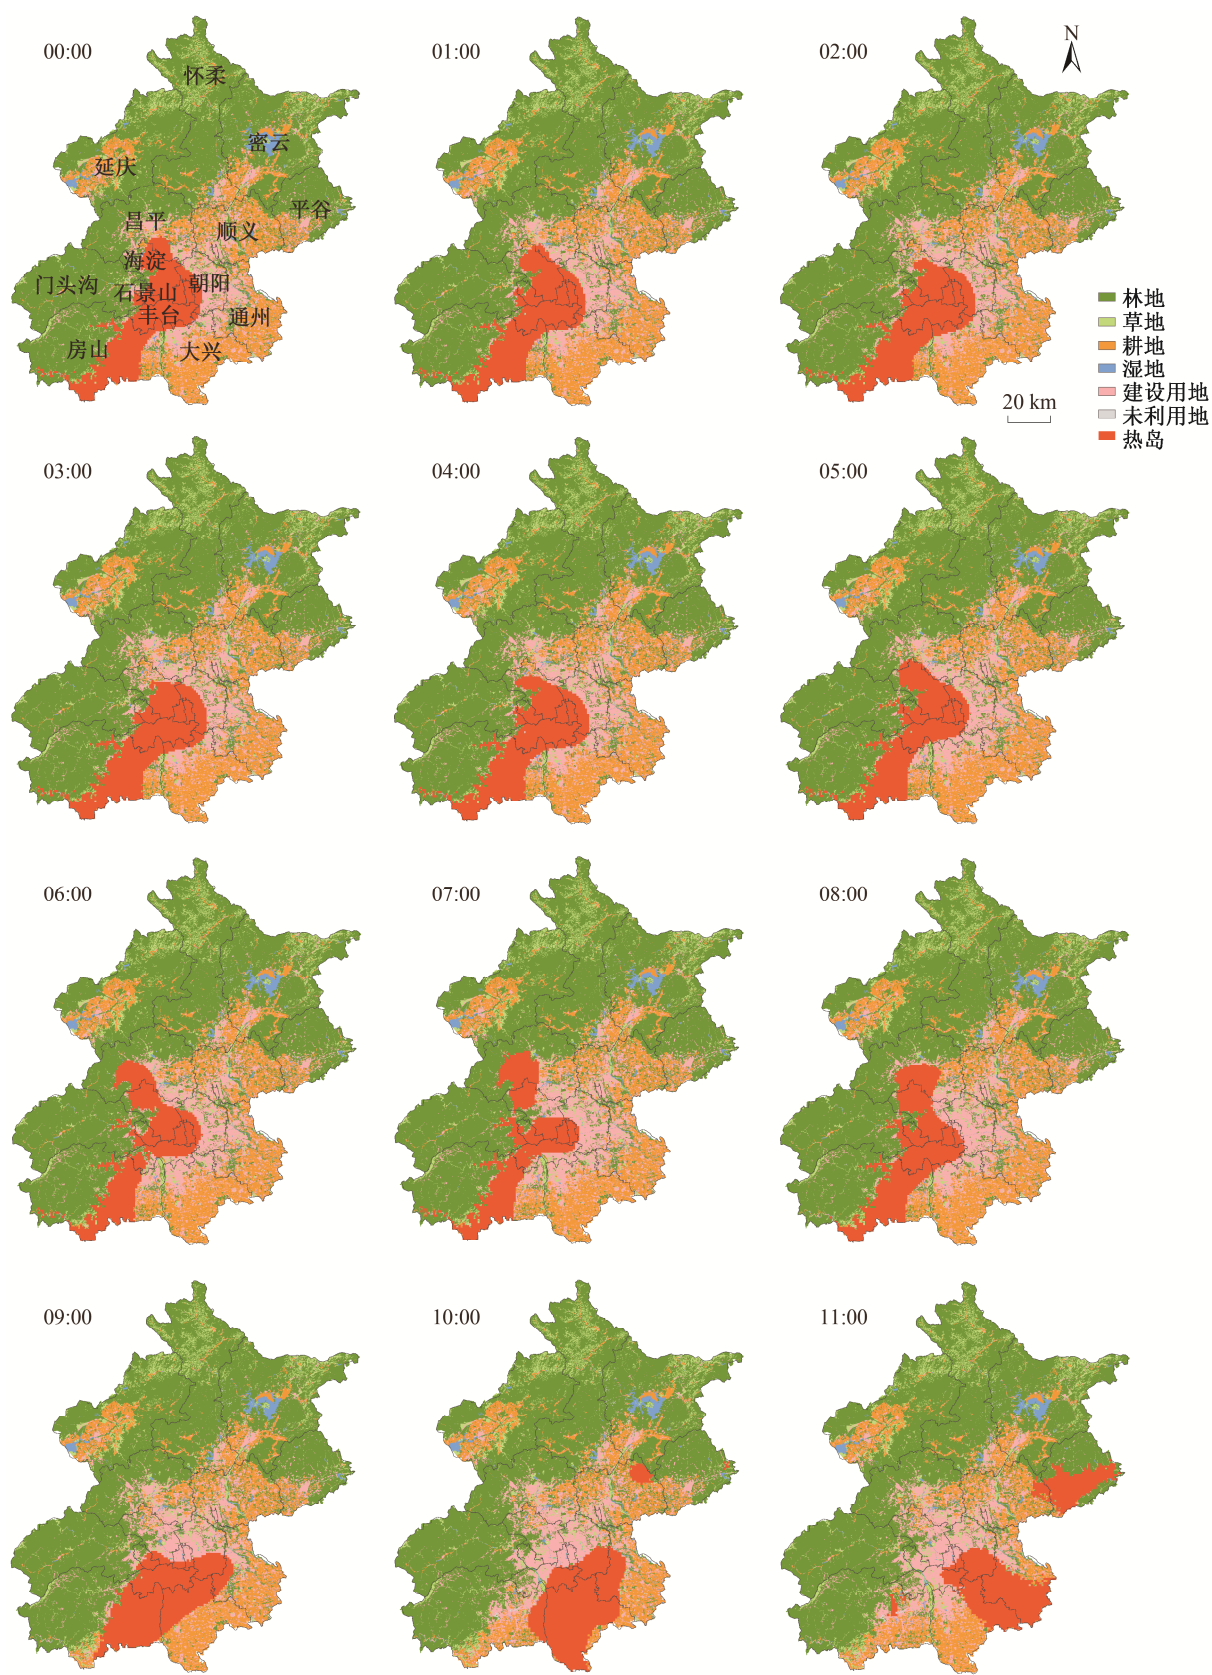 00:00
01:00
02:00
N
怀柔
密云
延庆
平谷
昌平
顺义
海淀
门头沟
朝阳
石景山
丰台
通州
房山
大兴
林地
草地
耕地
湿地
建设用地
未利用地
热岛
20 km
03:00
04:00
05:00
06:00
07:00
08:00
09:00
10:00
11:00